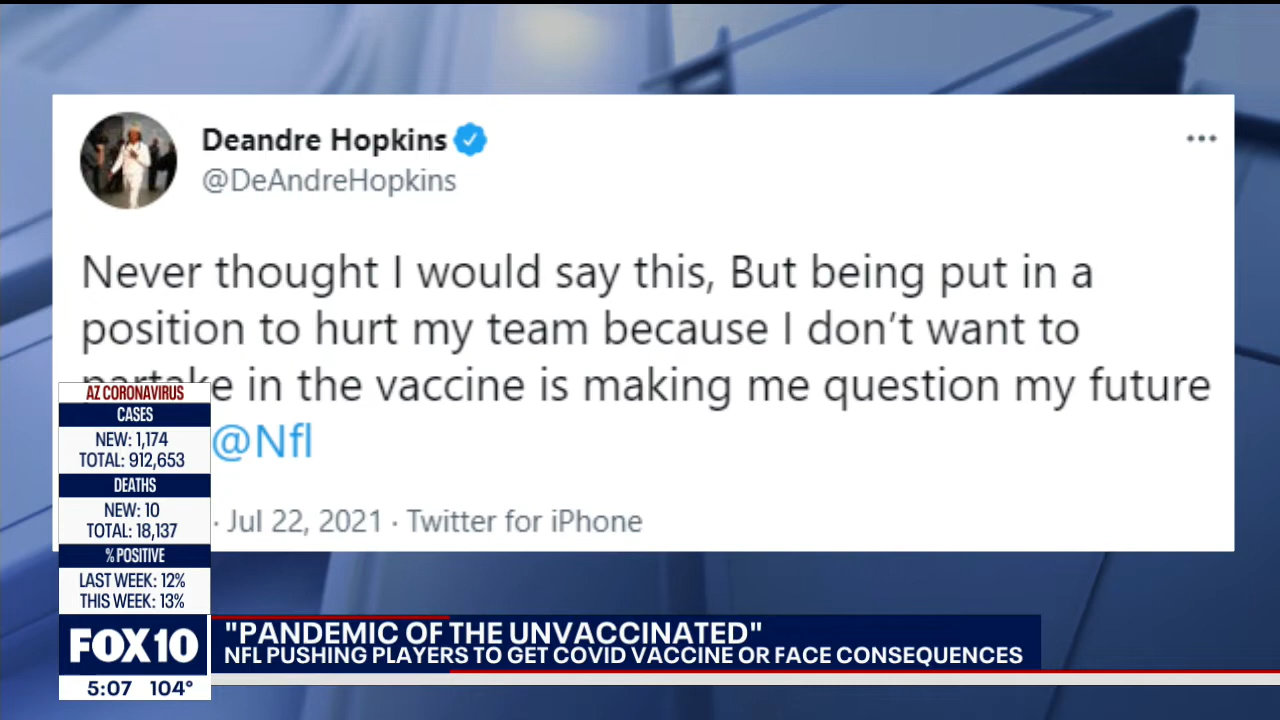 Deandre Hopkins
@DeAndreHopkins
Never thought I would say this, But being put in a
position to hurt my team because I don't want to
partake in the vaccine is making me question my future
@Nfl
· Jul 22, 2021 · Twitter for iPhone
AZ CORONAVIRUS
CASES
NEW: 1,174
TOTAL: 912,653
DEATHS
NEW: 10
TOTAL: 18,137
% POSITIVE
LAST WEEK: 12%
THIS WEEK: 13%
FOX10
5:07 104°
"PANDEMIC OF THE UNVACCINATED"
NFL PUSHING PLAYERS TO GET COVID VACCINE OR FACE CONSEQUENCES